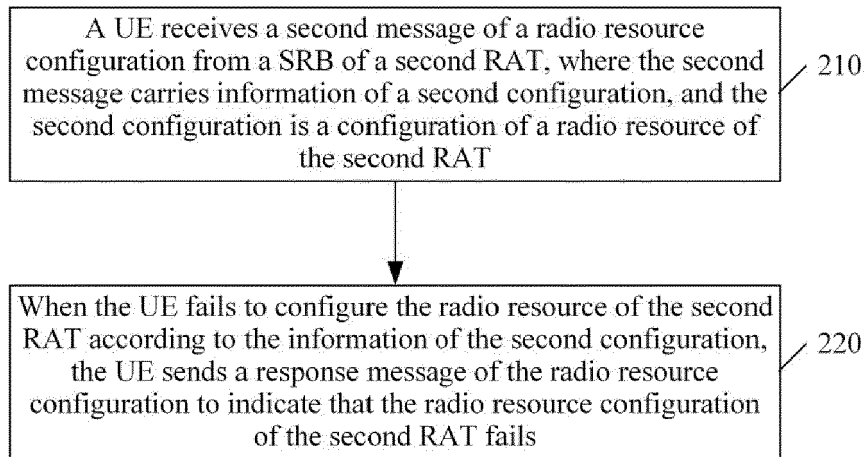 A UE receives a second message of a radio resource
configuration from a SRB of a second RAT, where the second
message carries information of a second configuration, and the
second configuration is a configuration of a radio resource of
the second RAT
210
When the UE fails to configure the radio resource of the second
RAT according to the information of the second configuration,
the UE sends a response message of the radio resource
configuration to indicate that the radio resource configuration
of the second RAT fails
220